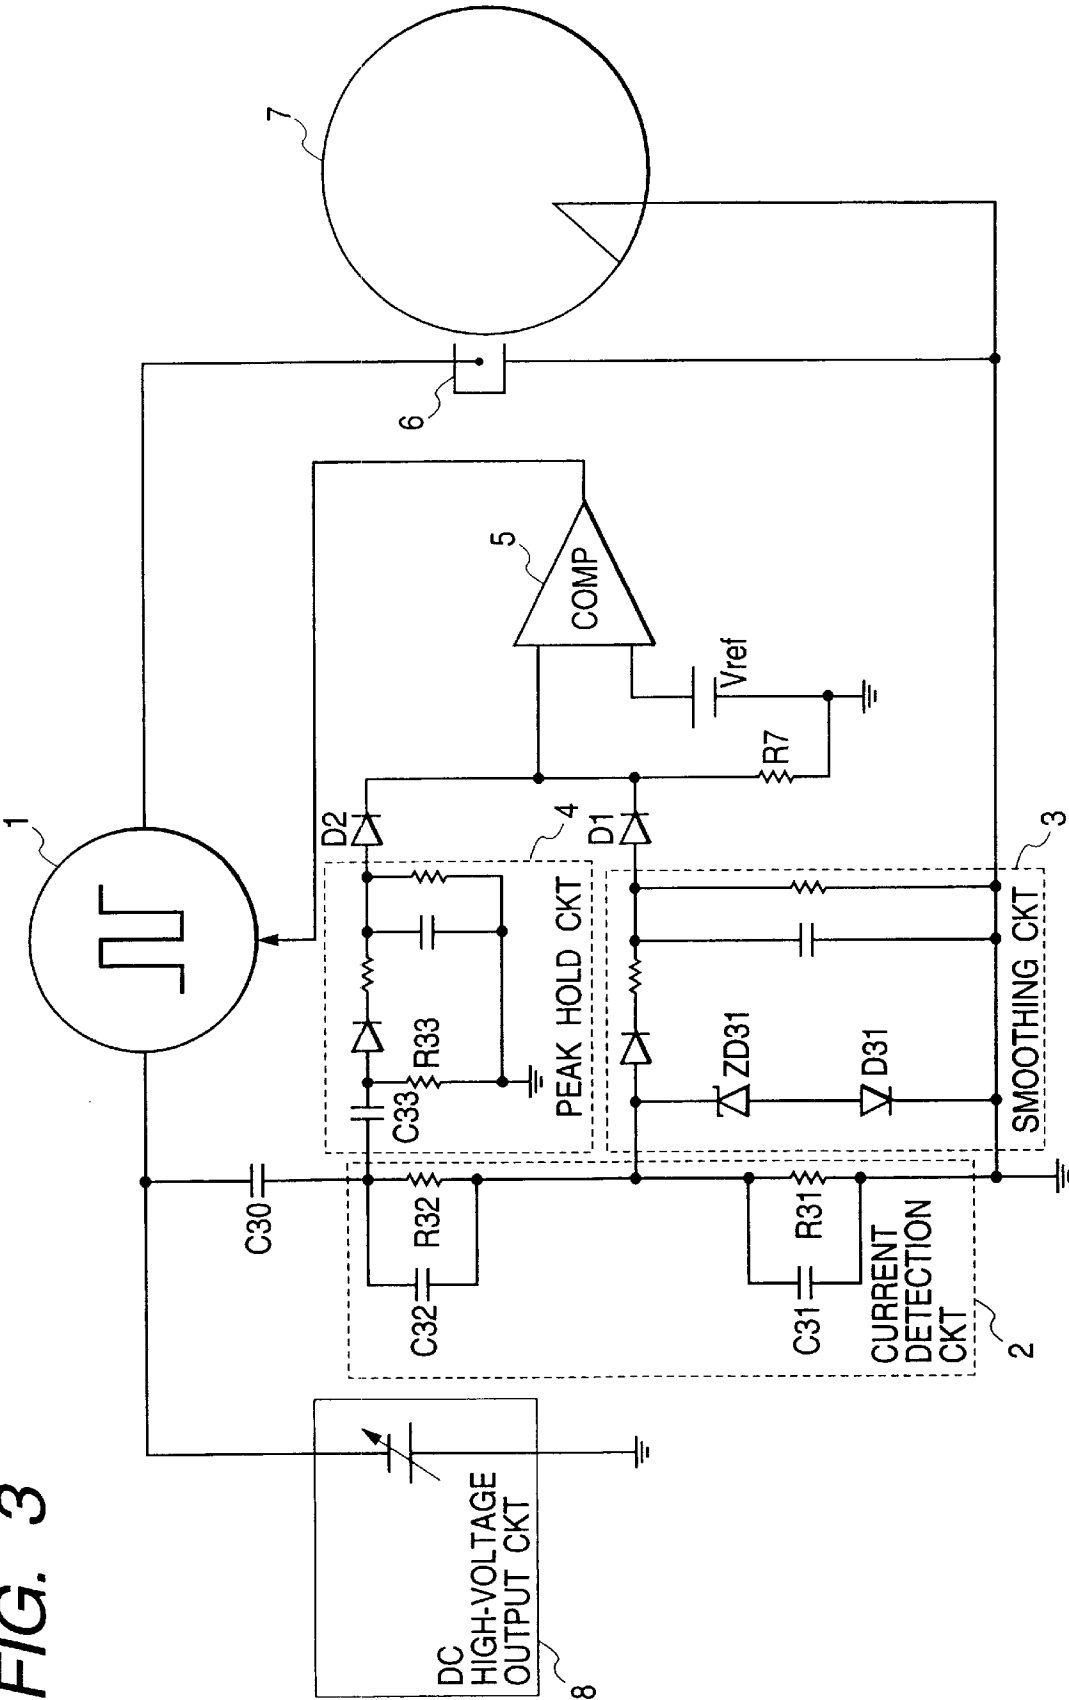 FIG. 3
1
7
6
5
COMP
Vref
R7
D2
4
D1
3
PEAK HOLD CKT
R33
C33
SMOOTHING CKT
ZD31
D31
C30
R32
C32
R31
C31
CURRENT
DETECTION
CKT
2
DC
HIGH-VOLTAGE
OUTPUT CKT
8